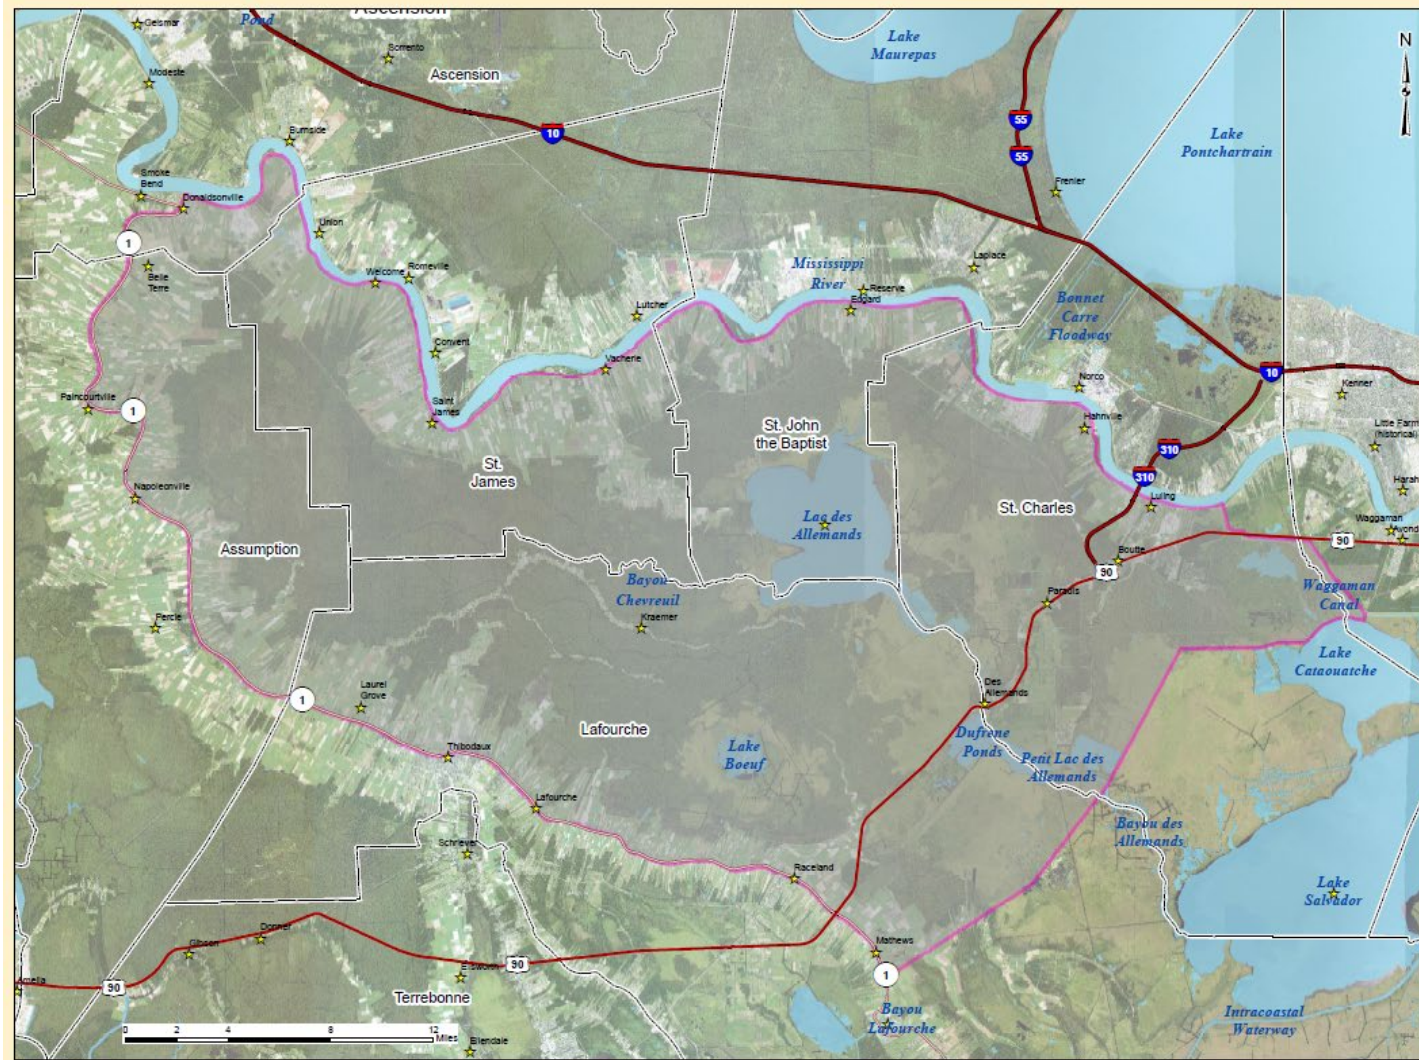 Ascension
Geismar
Pond
Sorrento
Lake
Maurepas
N
Modeste
Ascension
55
10
Burnside
Lake
Pontchartrain
55
Smoke
Bend
Frenier
Donaldsonville
Union
1
Belle
Terre
Welcome
Romeville
Mississippi
River
Laplace
Reserve
Edgard
Lutcher
Bonnet
Carre
Floodway
Convent
Vacherie
10
Norco
Kenner
Paincourtville
1
Saint
James
Hahnville
St. John
the Baptist
Little Farm
(historical)
310
St.
James
310
Napoleonville
Luling
St. Charles
Lac des
Allemands
Waggaman
90
Assumption
Boutte
90
Bayou
Chevreuil
Waggaman
Canal
Paradis
Percle
Kraemer
Lake
Cataouatche
Laurel
Grove
1
Des
Allemands
Lafourche
Dufrene
Ponds
Lake
Boeuf
Thibodaux
Petit Lac des
Allemands
Lafourche
Bayou des
Allemands
Schriever
Raceland
Lake
Salvador
Donner
Gibson
Mathews
90
Ellsworth
1
Amelia
90
Terrebonne
Bayou
Lafourche
Intracoastal
Waterway
0 2 4 8 12
Miles
Ellendale